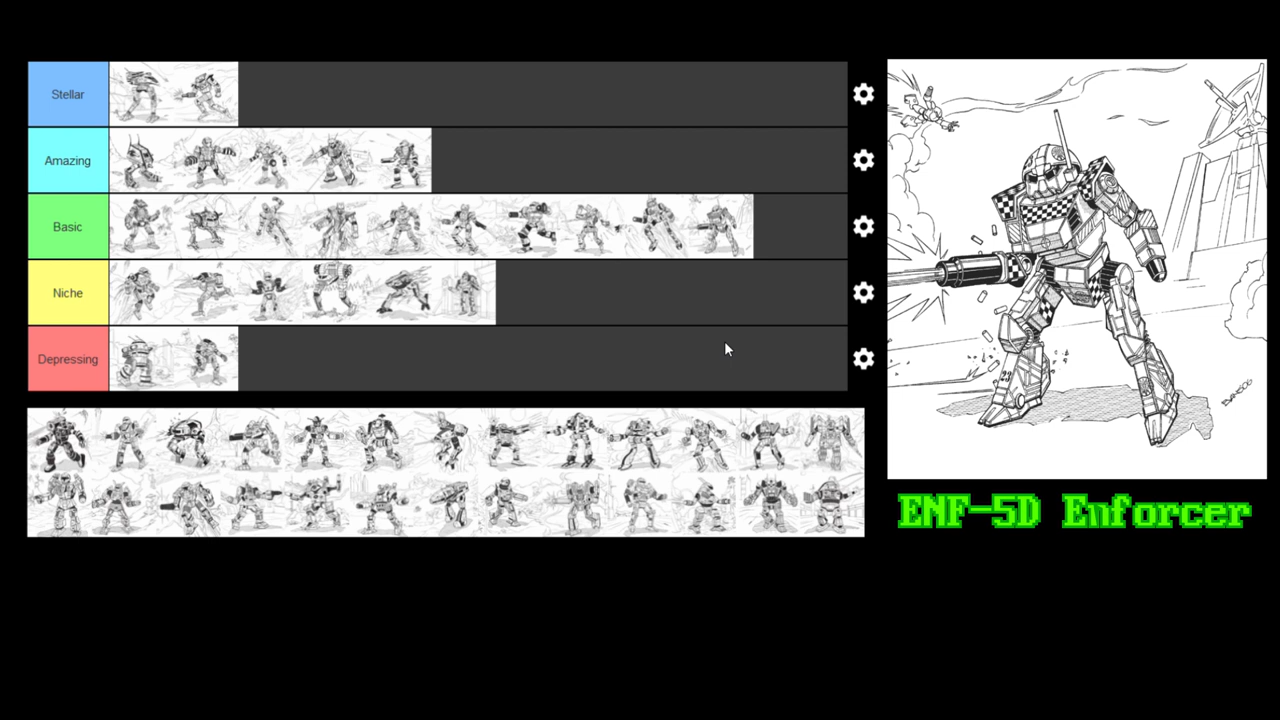 Stellar
Amazing
Basic
Niche
Depressing
ENF-5D Enforcer